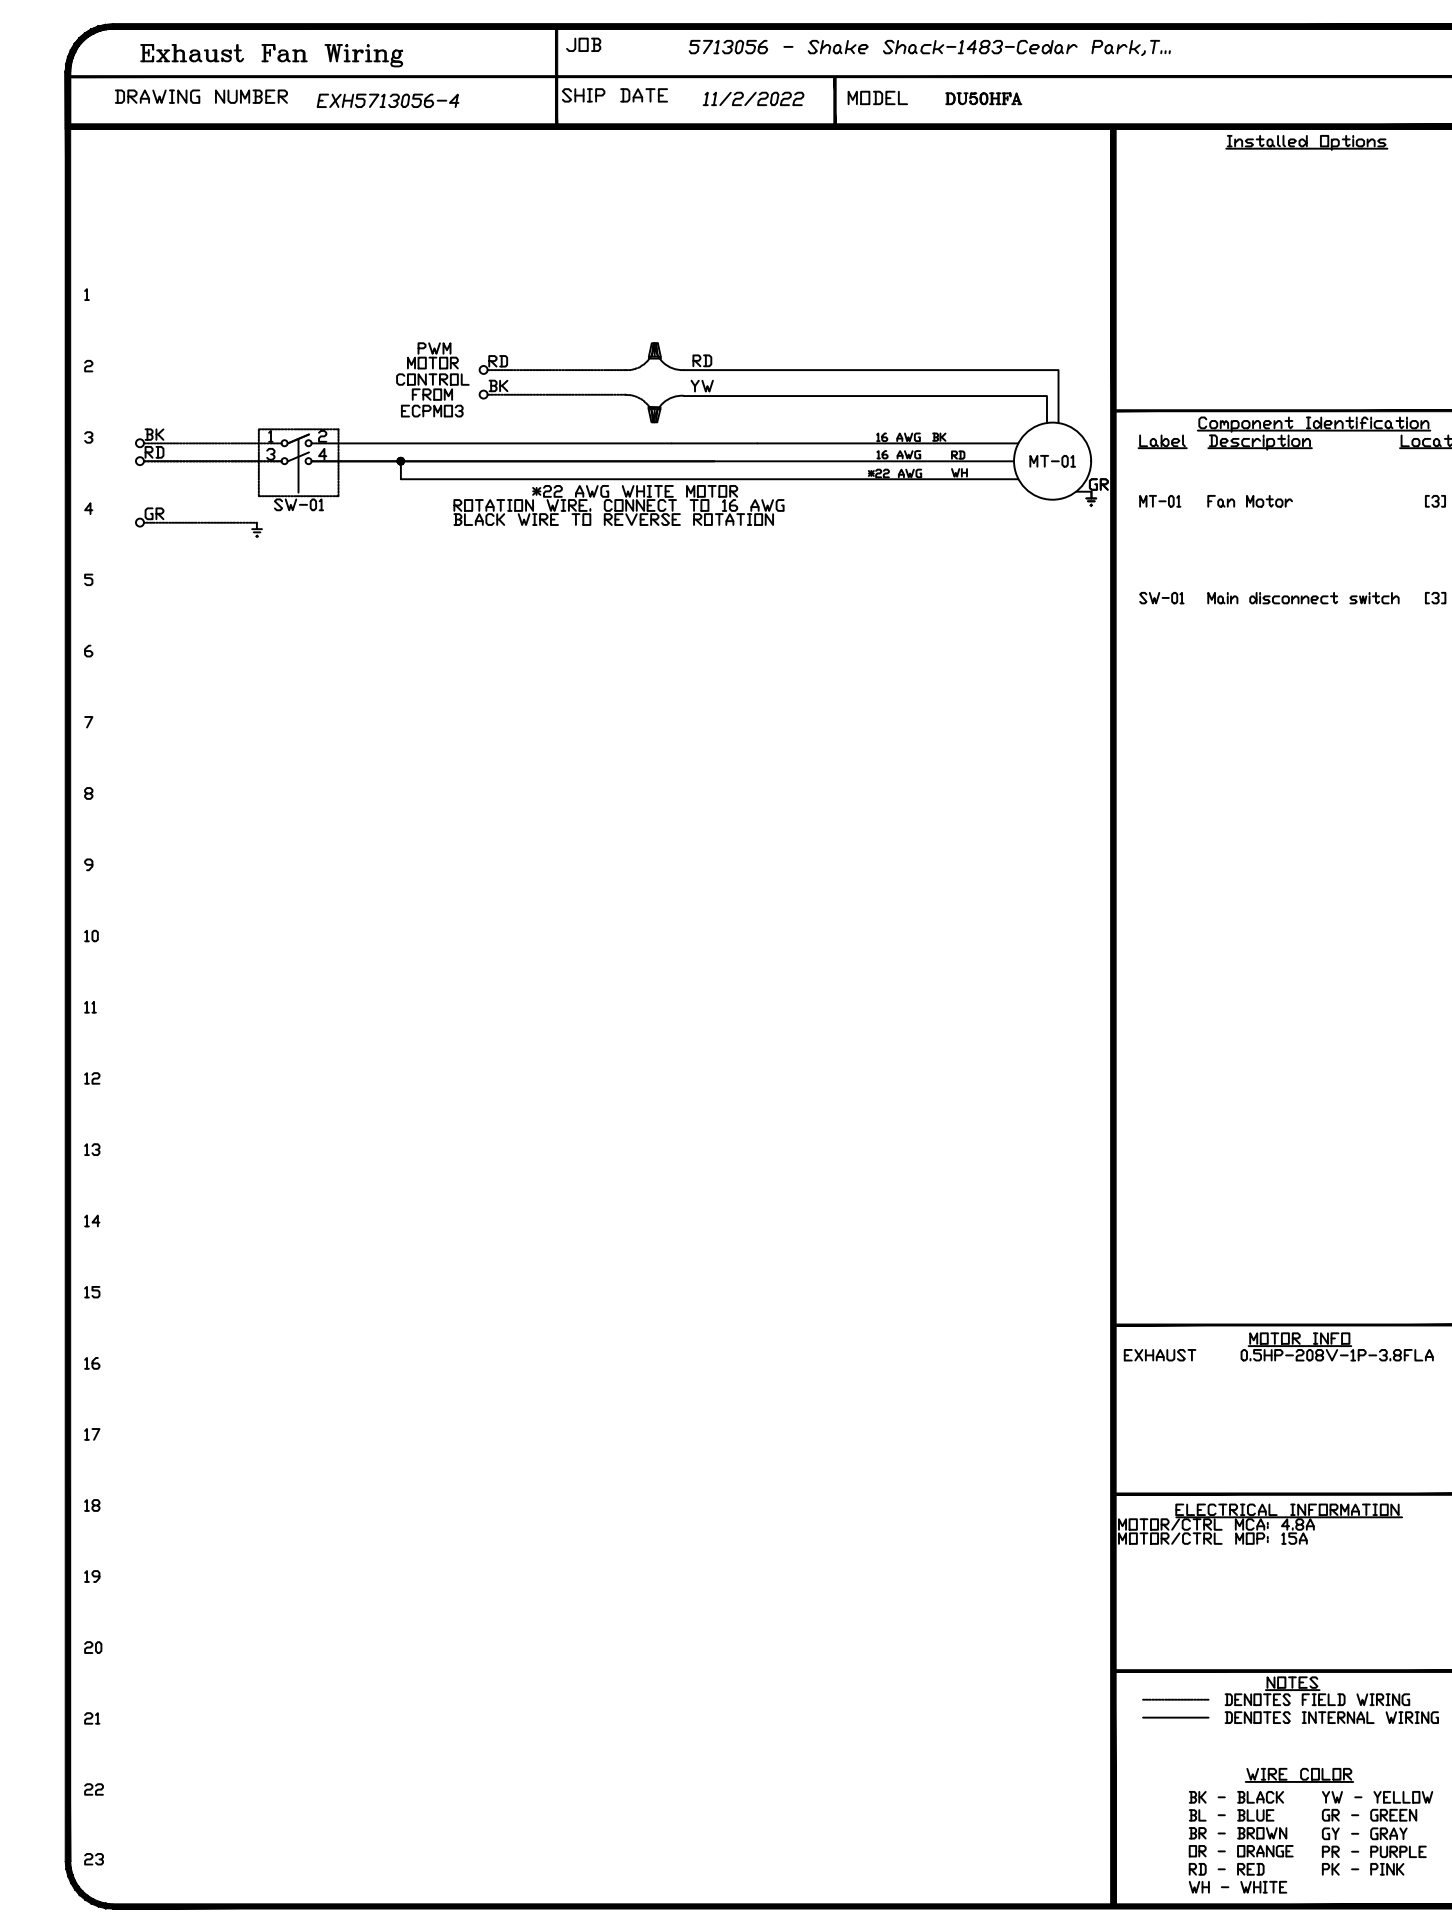 Exhaust Fan Wiring
JOB 5713056 - Shake Shack-1483-Cedar Park,T...
DRAWING NUMBER EXH5713056-4
SHIP DATE 11/2/2022
MODEL DU50HFA
Installed Options
1
PWM
2 MOTOR RD RD
CONTROL BK YW
FROM
ECPM03
3 BK 1 2 16 AWG BK
RD 3 4 16 AWG RD MT-01
*22 AWG WH
GR
SW-01
*22 AWG WHITE MOTOR
ROTATION WIRE. CONNECT TO 16 AWG
BLACK WIRE TO REVERSE ROTATION
4 GR
5
6
7
8
9
10
11
12
13
14
15
16
17
18
19
20
21
22
23
Component Identification
Label Description Locat
MT-01 Fan Motor [3]
SW-01 Main disconnect switch [3]
MOTOR INFO
EXHAUST 0.5HP-208V-1P-3.8FLA
ELECTRICAL INFORMATION
MOTOR/CTRL MCA: 4.8A
MOTOR/CTRL MOP: 15A
NOTES
DENOTES FIELD WIRING
DENOTES INTERNAL WIRING
WIRE COLOR
BK - BLACK YW - YELLOW
BL - BLUE GR - GREEN
BR - BROWN GY - GRAY
OR - ORANGE PR - PURPLE
RD - RED PK - PINK
WH - WHITE